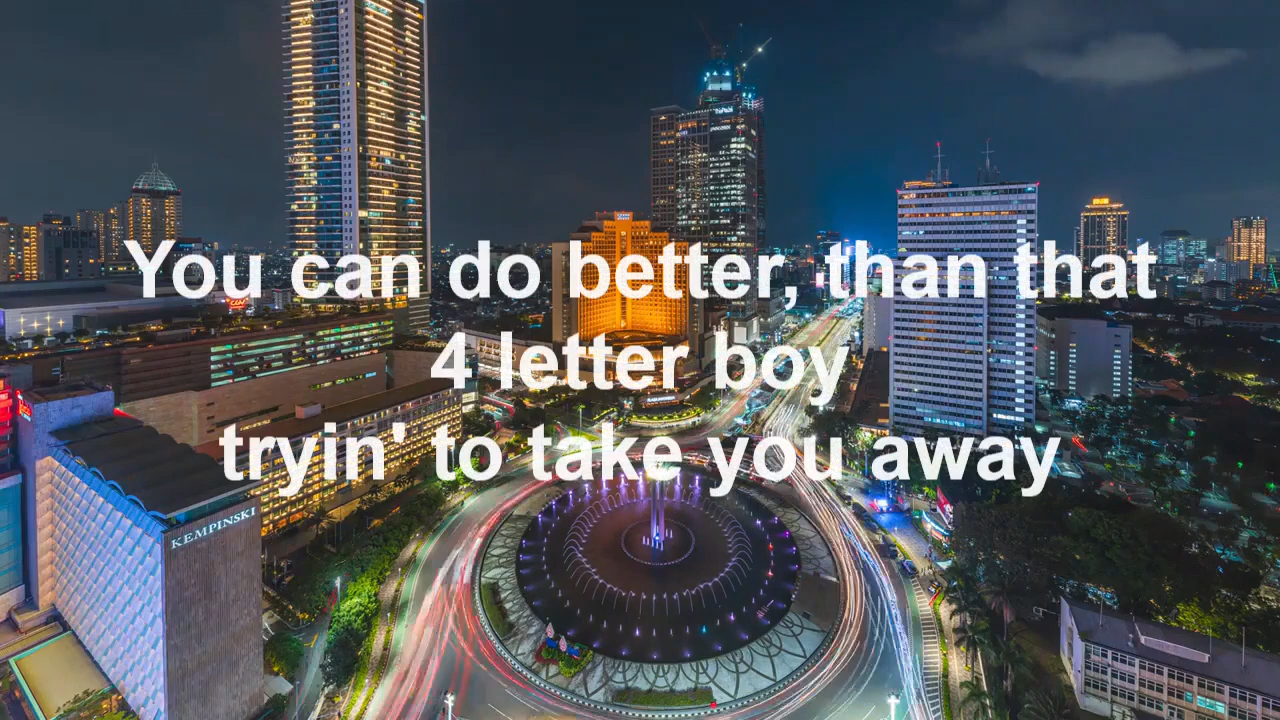 You can do better, than that
4 letter boy
tryin' to take you away
KEMPINSKI